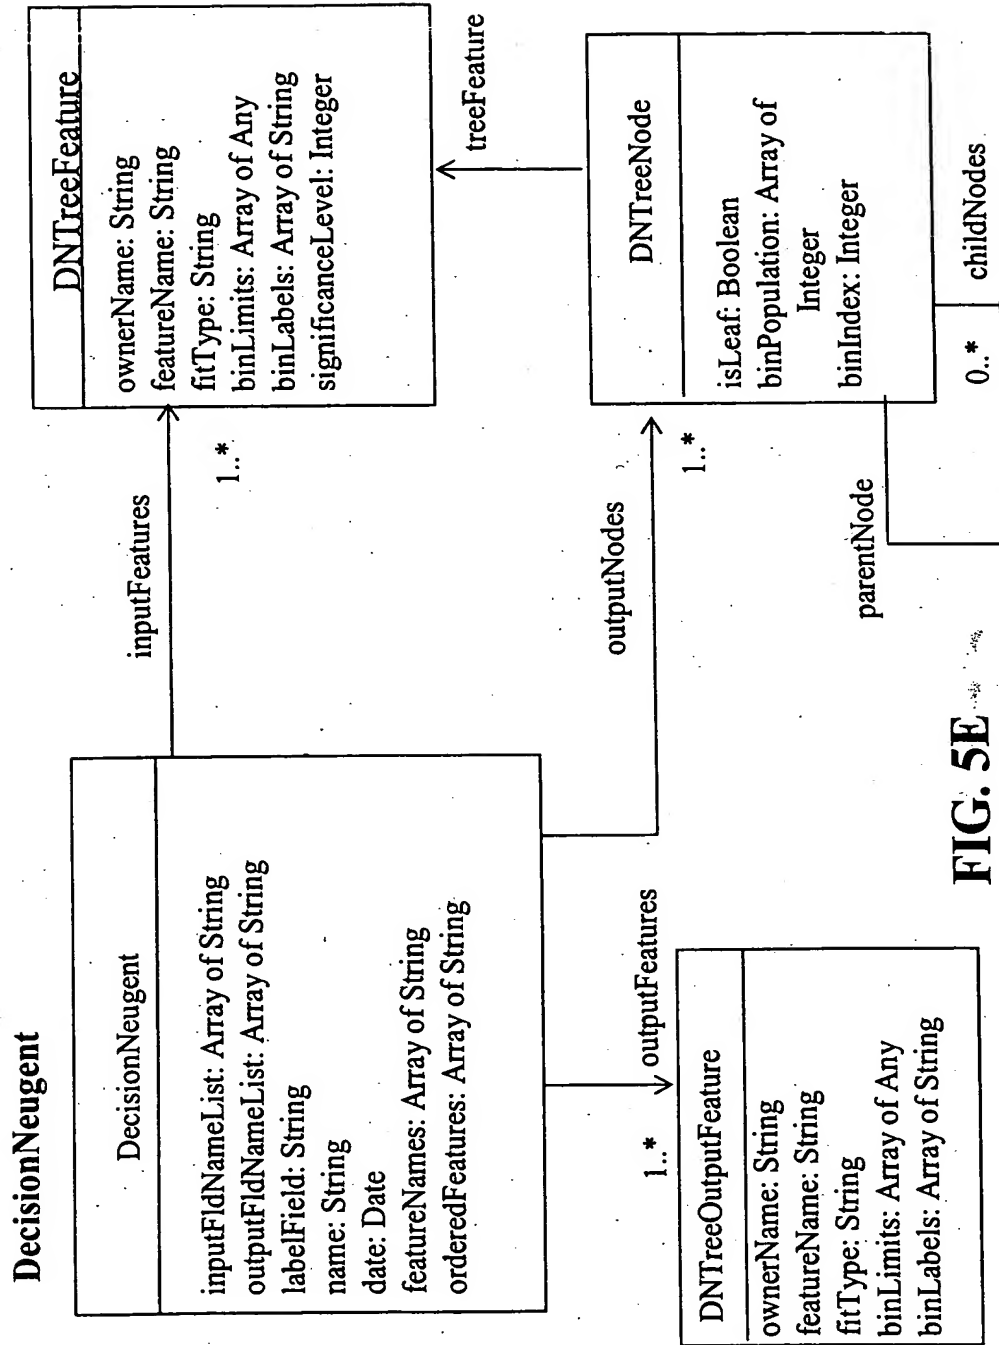 DecisionNeugent
DecisionNeugent
inputFldNameList: Array of String
outputFldNameList: Array of String
labelField: String
name: String
date: Date
featureNames: Array of String
orderedFeatures: Array of String
inputFeatures
1..*
DNTreeFeature
ownerName: String
featureName: String
fitType: String
binLimits: Array of Any
binLabels: Array of String
significanceLevel: Integer
treeFeature
outputNodes
1..*
DNTreeNode
isLeaf: Boolean
binPopulation: Array of
Integer
binIndex: Integer
parentNode
0..*
childNodes
outputFeatures
1..*
DNTreeOutputFeature
ownerName: String
featureName: String
fitType: String
binLimits: Array of Any
binLabels: Array of String
FIG. 5E